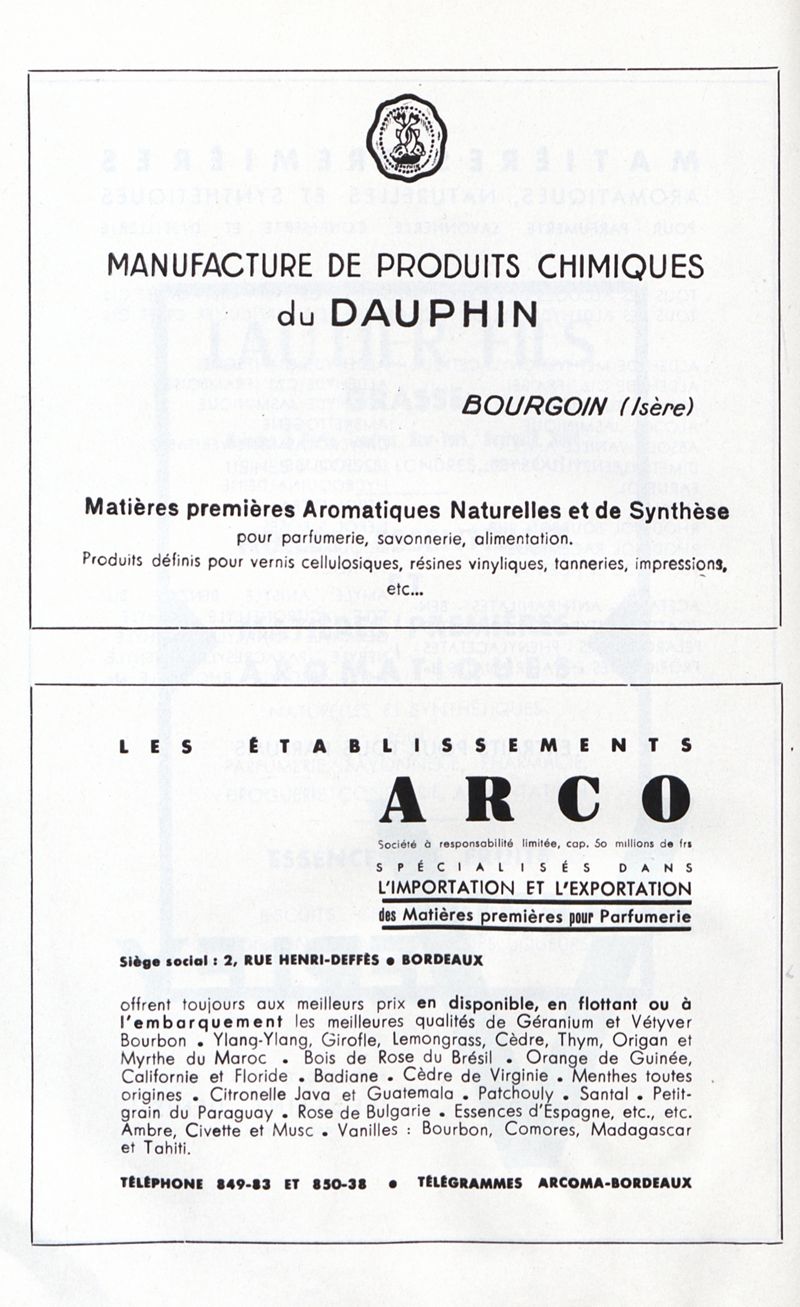 MANUFACTURE DE PRODUITS CHIMIQUES
du DAUPHIN
BOURGOIN (Isère)
Matières premières Aromatiques Naturelles et de Synthèse
pour parfumerie, savonnerie, alimentation.
Produits définis pour vernis cellulosiques, résines vinyliques, tanneries, impressions,
etc...
LES ÉTABLISSEMENTS
ARCO
Société à responsabilité limitée, cap. 50 millions de frs
SPÉCIALISÉS DANS
L'IMPORTATION ET L'EXPORTATION
des Matières premières pour Parfumerie
Siège social : 2, RUE HENRI-DEFFÈS • BORDEAUX
offrent toujours aux meilleurs prix en disponible, en flottant ou à
l'embarquement les meilleures qualités de Géranium et Vétyver
Bourbon • Ylang-Ylang, Girofle, Lemongrass, Cèdre, Thym, Origan et
Myrthe du Maroc • Bois de Rose du Brésil • Orange de Guinée,
Californie et Floride • Badiane • Cèdre de Virginie • Menthes toutes
origines • Citronelle Java et Guatemala • Patchouly • Santal • Petit-
grain du Paraguay • Rose de Bulgarie • Essences d'Espagne, etc., etc.
Ambre, Civette et Musc • Vanilles : Bourbon, Comores, Madagascar
et Tahiti.
TÉLÉPHONE 849-83 ET 850-38 • TÉLÉGRAMMES ARCOMA-BORDEAUX